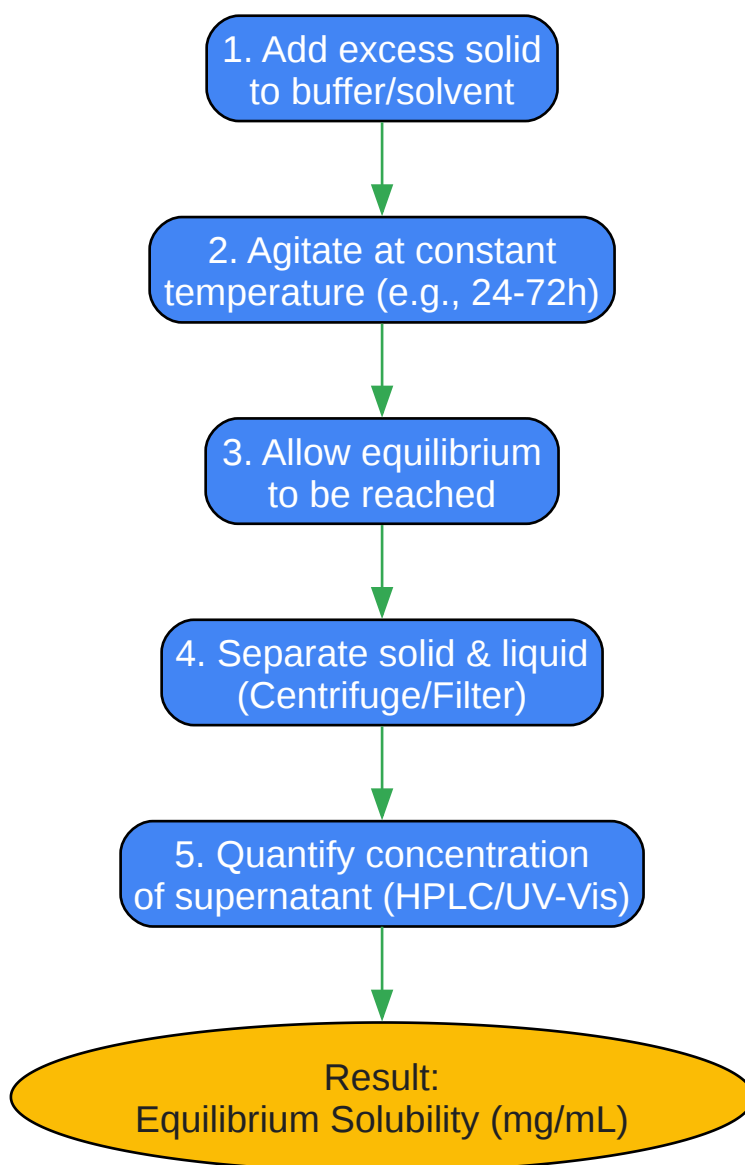 1. Add excess solid
to buffer/solvent
2. Agitate at constant
temperature (e.g., 24-72h)
3. Allow equilibrium
to be reached
4. Separate solid & liquid
(Centrifuge/Filter)
5. Quantify concentration
of supernatant (HPLC/UV-Vis)
Result:
Equilibrium Solubility (mg/mL)